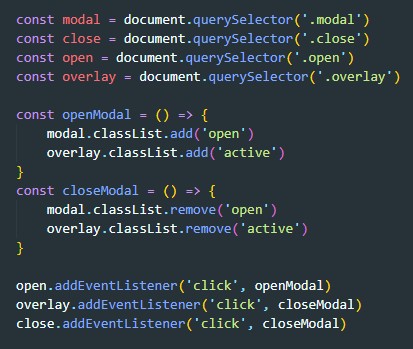 const modal = document.querySelector('.modal')
const close = document.querySelector('.close')
const open = document.querySelector('.open')
const overlay = document.querySelector('.overlay')
const openModal = () => {
modal.classList.add('open')
overlay.classList.add('active')
}
const closeModal = () => {
modal.classList.remove('open')
overlay.classList.remove('active')
}
open.addEventListener('click', openModal)
overlay.addEventListener('click', closeModal)
close.addEventListener('click', closeModal)